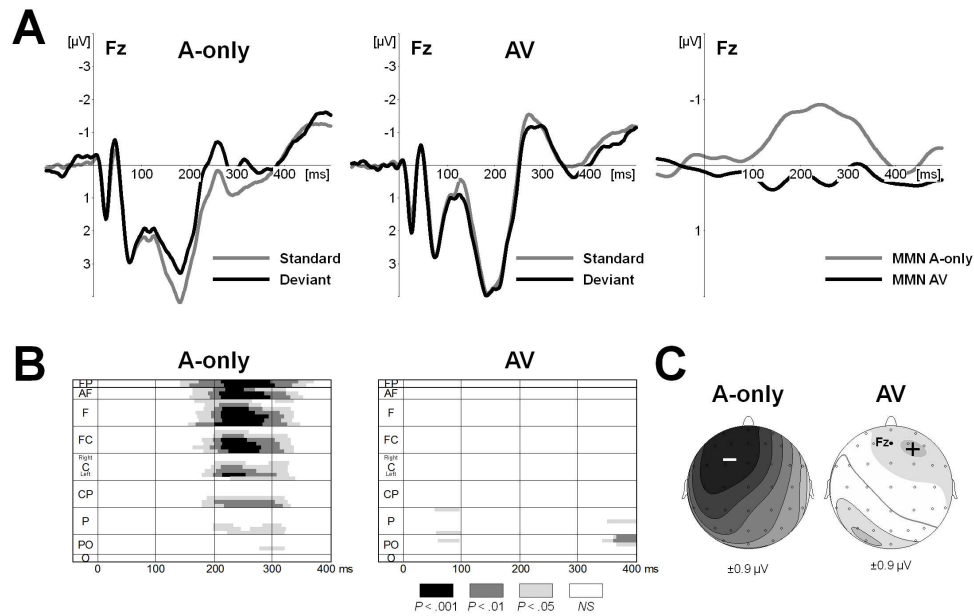 A
[µV] Fz A-only
-3
-2
-1
100 200 300 400 [ms]
1
2
3
Standard
Deviant
[µV] Fz AV
-3
-2
-1
100 200 300 400 [ms]
1
2
3
Standard
Deviant
[µV] Fz
-1
100 200 300 400 [ms]
1
MMN A-only
MMN AV
B
A-only
FP
AF
F
FC
Right
C
Left
CP
P
PO
O
0 100 200 300 400 ms
AV
FP
AF
F
FC
Right
C
Left
CP
P
PO
O
0 100 200 300 400 ms
P < .001 P < .01 P < .05 NS
C
A-only AV
− Fz +
±0.9 µV ±0.9 µV